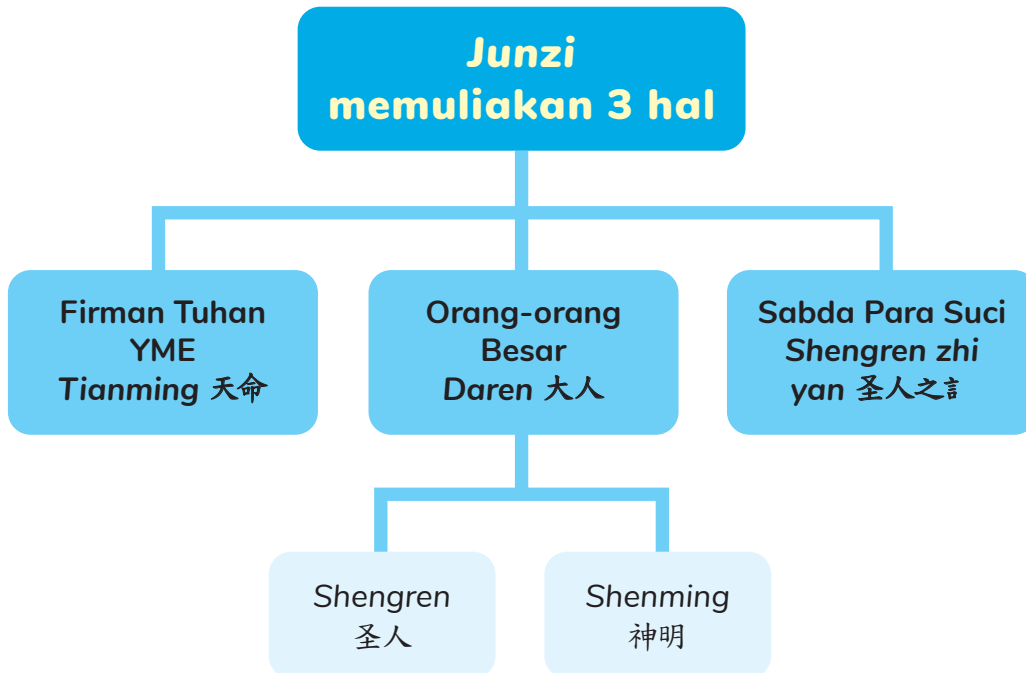 Junzi
memuliakan 3 hal
Firman Tuhan
YME
Tianming 天命
Orang-orang
Besar
Daren 大人
Sabda Para Suci
Shengren zhi
yan 圣人之言
Shengren
圣人
Shenming
神明